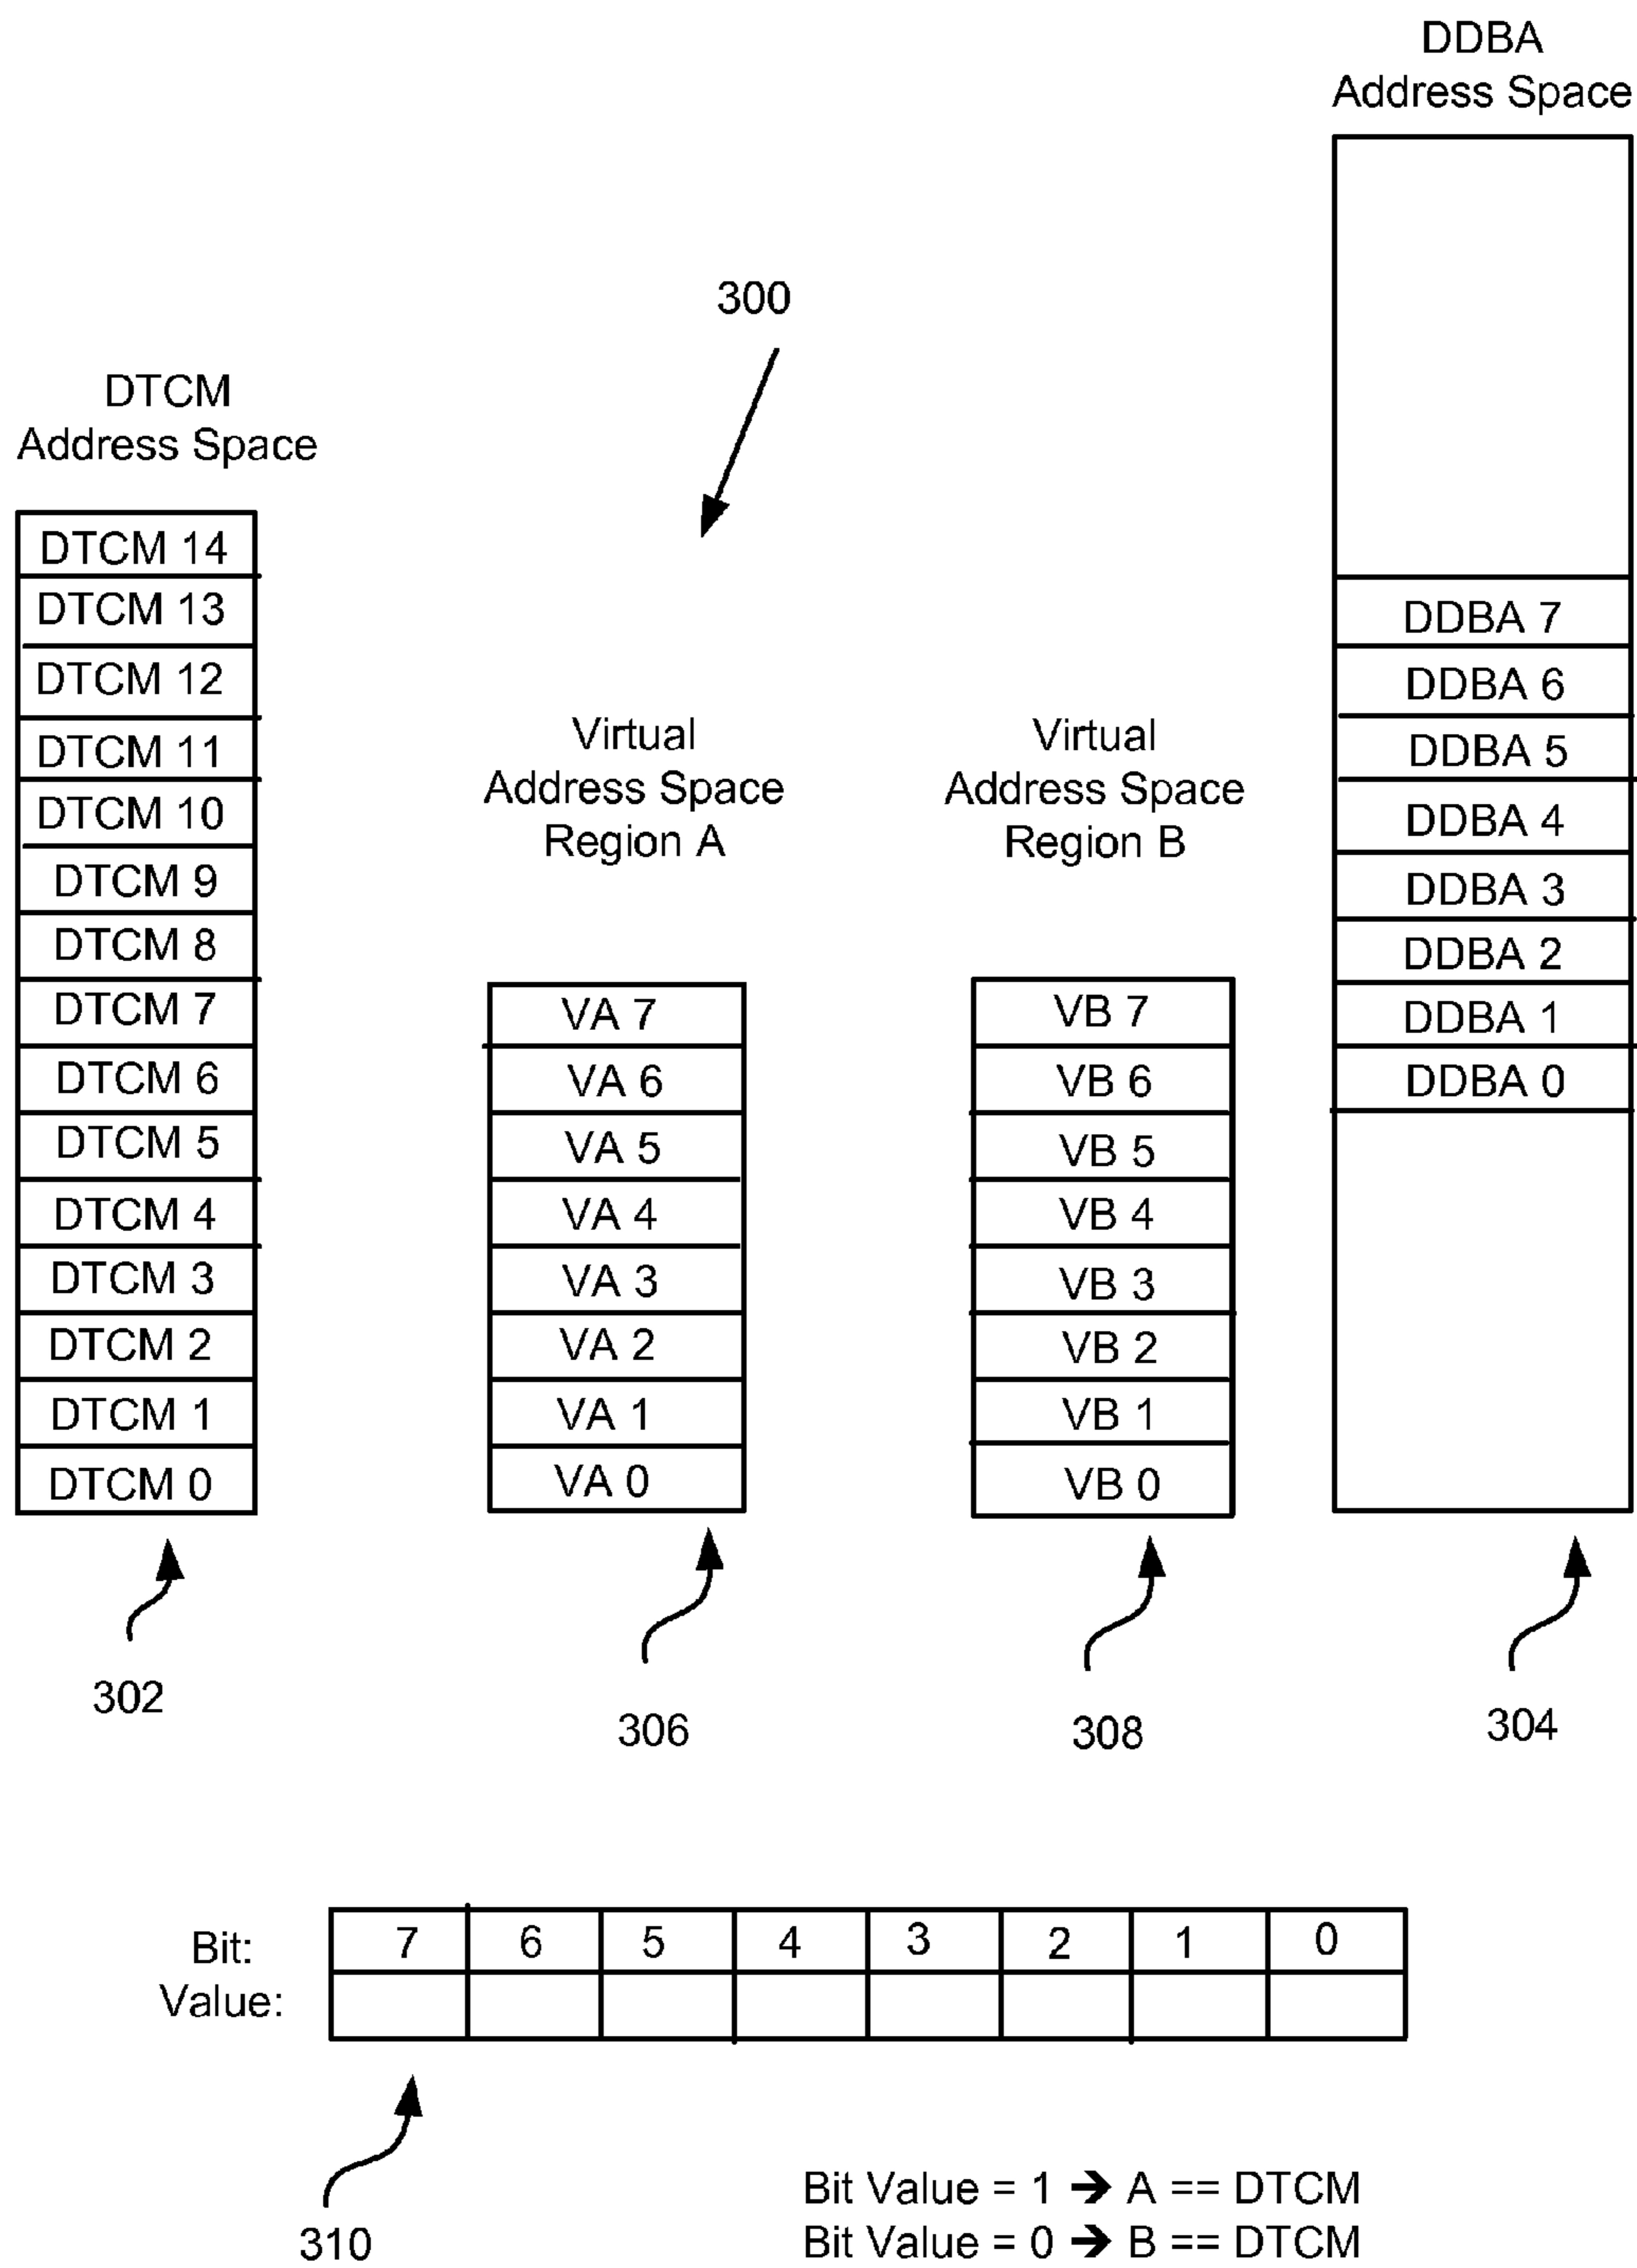 DDBA
Address Space
300
DTCM
Address Space
DTCM 14
DTCM 13
DTCM 12
DTCM 11
DTCM 10
DTCM 9
DTCM 8
DTCM 7
DTCM 6
DTCM 5
DTCM 4
DTCM 3
DTCM 2
DTCM 1
DTCM 0
302
Virtual
Address Space
Region A
VA 7
VA 6
VA 5
VA 4
VA 3
VA 2
VA 1
VA 0
306
Virtual
Address Space
Region B
VB 7
VB 6
VB 5
VB 4
VB 3
VB 2
VB 1
VB 0
308
DDBA 7
DDBA 6
DDBA 5
DDBA 4
DDBA 3
DDBA 2
DDBA 1
DDBA 0
304
Bit: 7 6 5 4 3 2 1 0
Value:
310
Bit Value = 1 ➔ A == DTCM
Bit Value = 0 ➔ B == DTCM